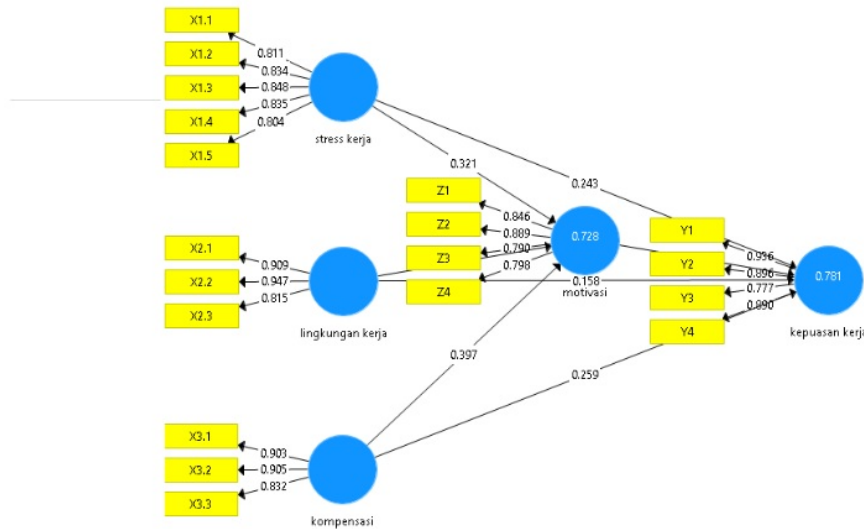 X1.1
X1.2
X1.3
X1.4
X1.5
0.811
0.834
0.848
0.835
0.804
stress kerja
0.321
0.243
Z1
Z2
Z3
Z4
0.846
0.889
0.790
0.798
0.728
motivasi
X2.1
X2.2
X2.3
0.909
0.947
0.815
lingkungan kerja
0.158
Y1
Y2
Y3
Y4
0.936
0.896
0.777
0.890
0.781
kepuasan kerja
0.397
0.259
X3.1
X3.2
X3.3
0.903
0.905
0.832
kompensasi